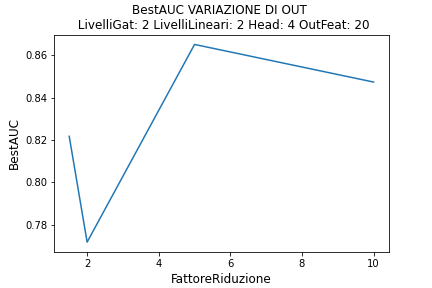 BestAUC VARIAZIONE DI OUT
LivelliGat: 2 LivelliLineari: 2 Head: 4 OutFeat: 20
0.86
0.84
0.82
0.80
0.78
BestAUC
2
4
6
8
10
FattoreRiduzione